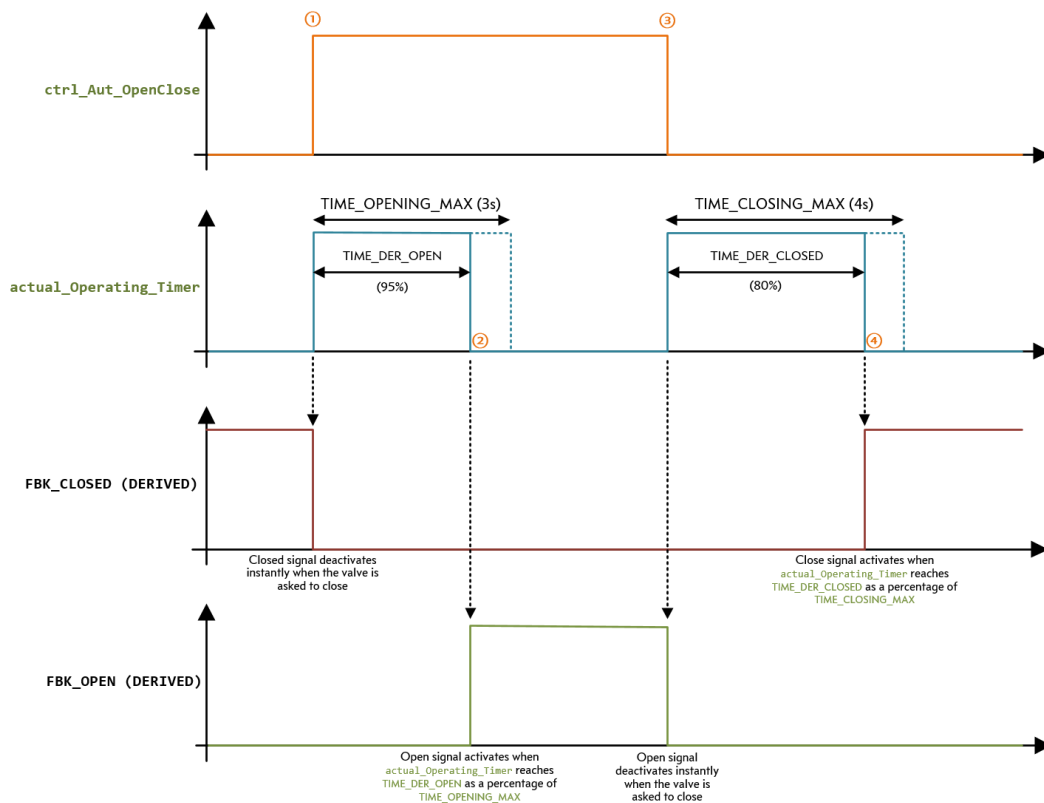 ①
③
ctrl_Aut_OpenClose
TIME_OPENING_MAX (3s)
TIME_CLOSING_MAX (4s)
TIME_DER_OPEN
TIME_DER_CLOSED
(95%)
(80%)
actual_Operating_Timer
②
④
FBK_CLOSED (DERIVED)
Closed signal deactivates
instantly when the valve is
asked to close
Close signal activates when
actual_Operating_Timer reaches
TIME_DER_CLOSED as a percentage of
TIME_CLOSING_MAX
FBK_OPEN (DERIVED)
Open signal activates when
actual_Operating_Timer reaches
TIME_DER_OPEN as a percentage of
TIME_OPENING_MAX
Open signal
deactivates instantly
when the valve is
asked to close